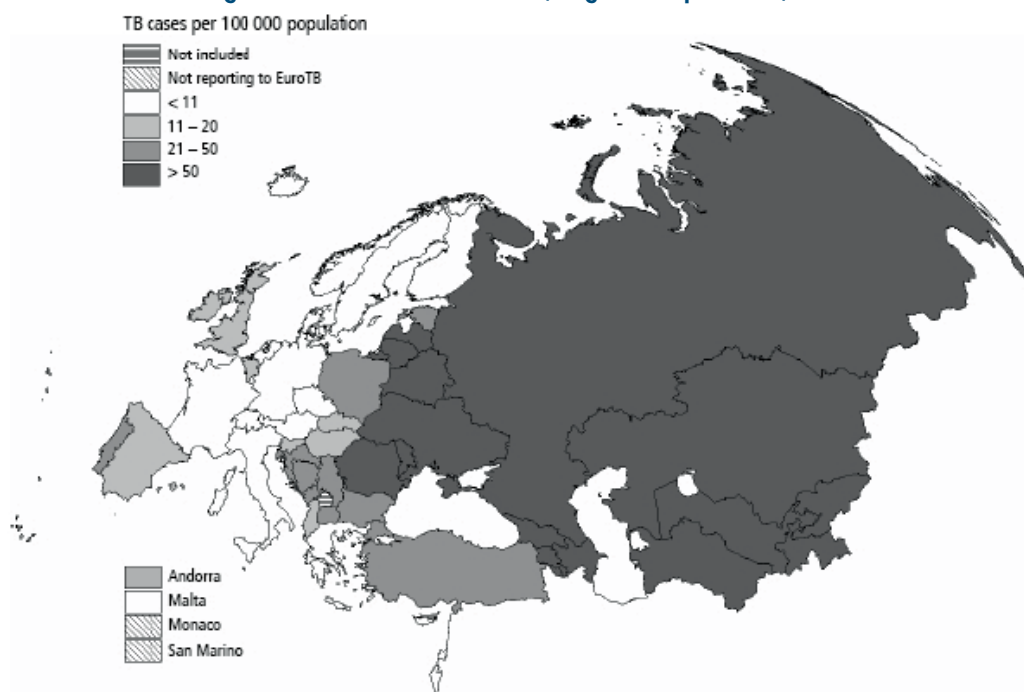 TB cases per 100 000 population
Not included
Not reporting to EuroTB
< 11
11 – 20
21 – 50
> 50
Andorra
Malta
Monaco
San Marino